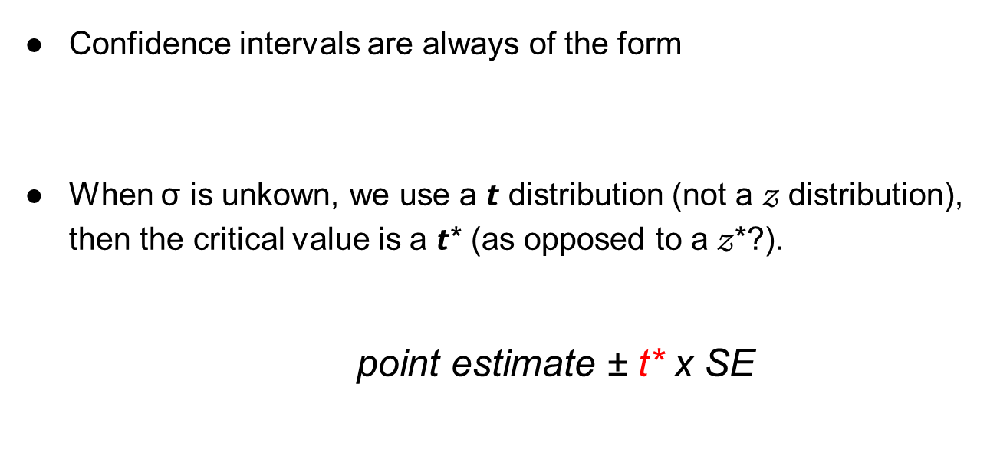 ● Confidence intervals are always of the form
● When σ is unkown, we use a t distribution (not a z distribution),
then the critical value is a t* (as opposed to a z*?).
point estimate ± t* x SE